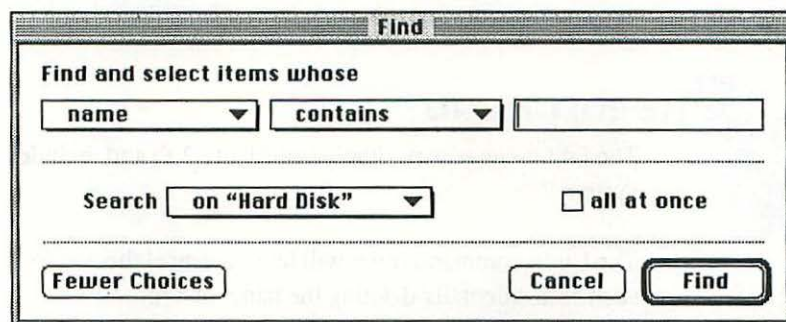 Find
Find and select items whose
name contains
Search on “Hard Disk” all at once
Fewer Choices Cancel Find